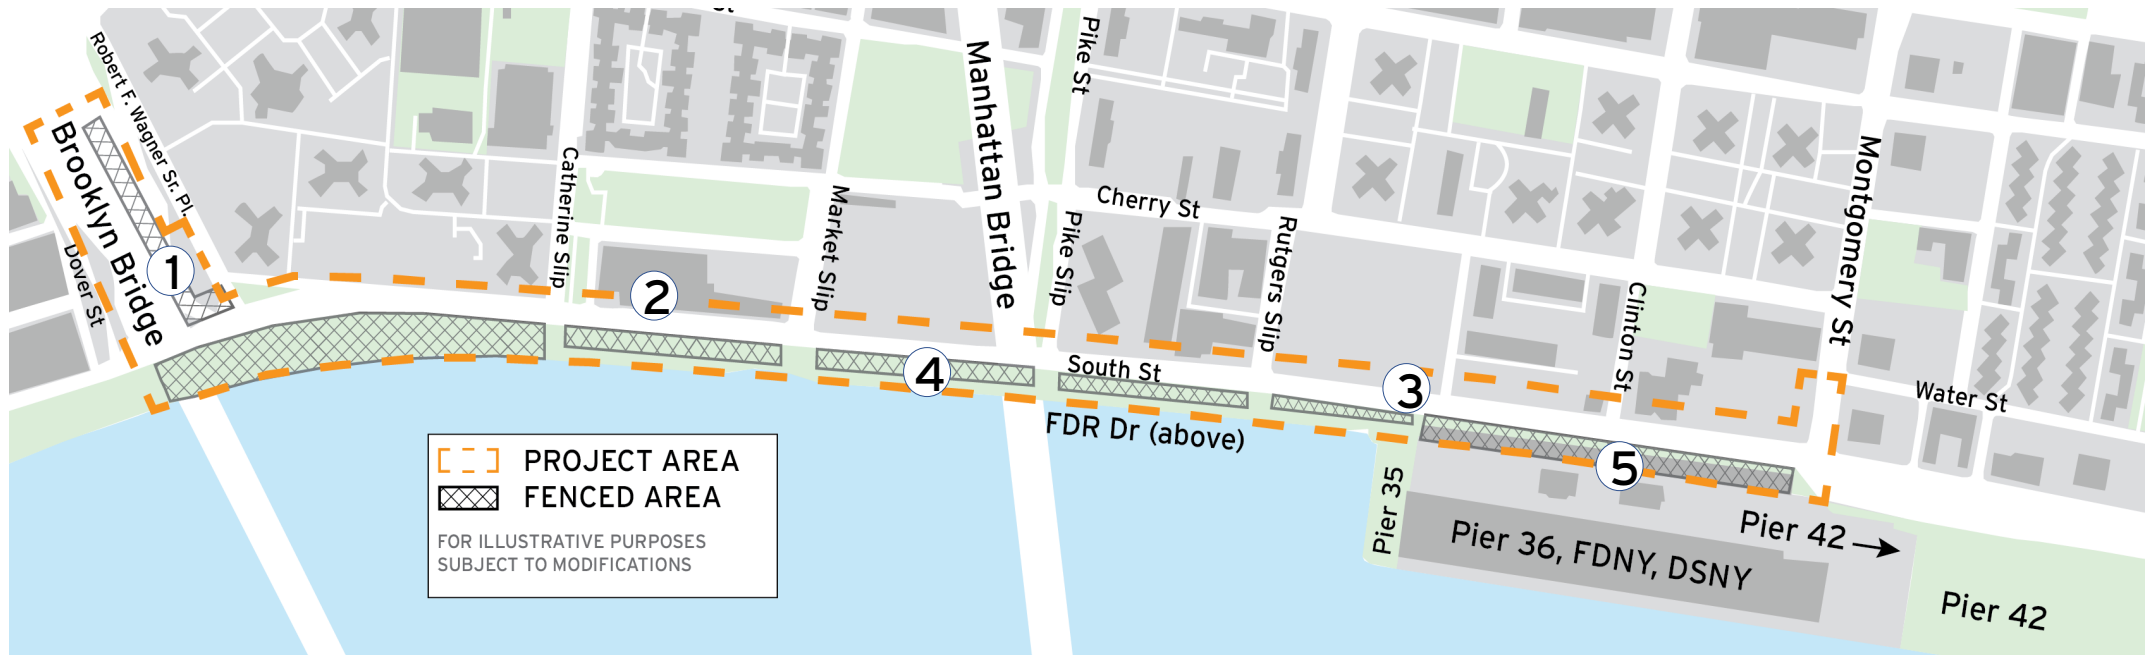 Robert F. Wagner Sr. Pl.
Brooklyn Bridge
Dover St
1
Catherine Slip
2
Market Slip
Manhattan Bridge
Pike St
Pike Slip
Cherry St
Rutgers Slip
4
South St
FDR Dr (above)
3
Clinton St
Montgomery St
Water St
5
Pier 35
Pier 36, FDNY, DSNY
Pier 42
Pier 42
PROJECT AREA
FENCED AREA
FOR ILLUSTRATIVE PURPOSES
SUBJECT TO MODIFICATIONS